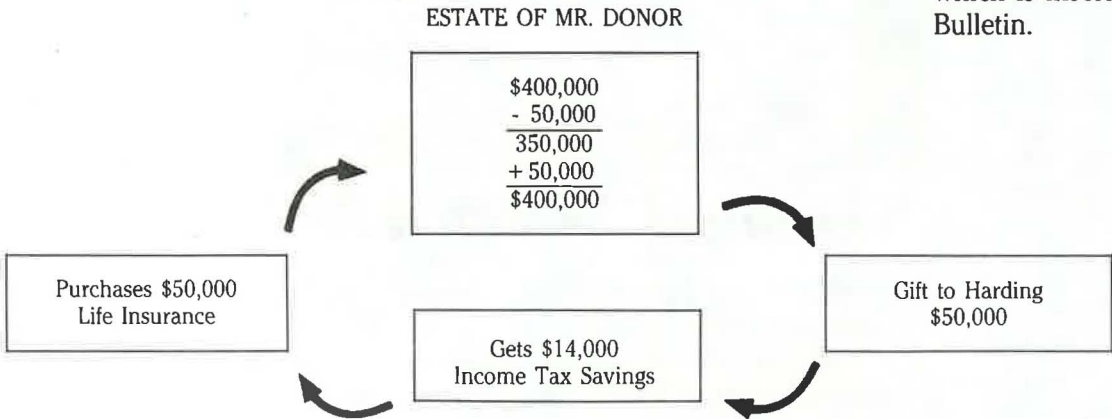 ESTATE OF MR. DONOR
Bulletin.
$400,000
- 50,000
350,000
+ 50,000
$400,000
Purchases $50,000
Life Insurance
Gets $14,000
Income Tax Savings
Gift to Harding
$50,000